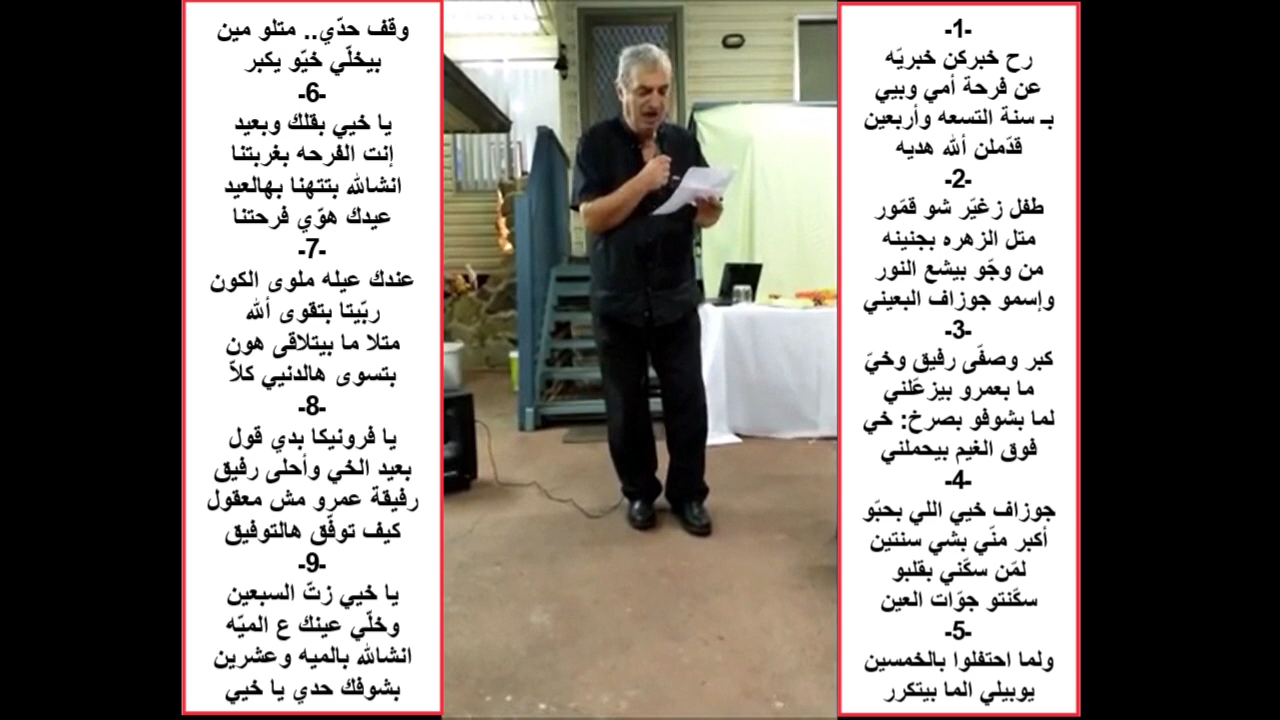 -1-
رح خبركن خبريّه
عن فرحة أمي وبيي
بـ سنة التسعه وأربعين
قدّملن ألله هديه
-2-
طفل زغيّر شو قمّور
متل الزهره بجنينه
من وجّو بيشع النور
وإسمو جوزاف البعيني
-3-
كبر وصفّى رفيق وخيّ
ما بعمرو بيزعّلني
لما بشوفو بصرخ: خي
فوق الغيم بيحملني
-4-
جوزاف خيي اللي بحبّو
أكبر منّي بشي سنتين
لمّن سكّني بقلبو
سكّنتو جوّات العين
-5-
ولما احتفلوا بالخمسين
يوبيلي الما بيتكرر
وقف حدّي.. متلو مين
بيخلّي خيّو يكبر
-6-
يا خيي بقلك وبعيد
إنت الفرحه بغربتنا
انشالله بتتهنا بهالعيد
عيدك هوّي فرحتنا
-7-
عندك عيله ملوى الكون
ربّيتا بتقوى ألله
متلا ما بيتلاقى هون
بتسوى هالدنيي كلاّ
-8-
يا فرونيكا بدي قول
بعيد الخي وأحلى رفيق
رفيقة عمرو مش معقول
كيف توفّق هالتوفيق
-9-
يا خيي زتّ السبعين
وخلّي عينك ع الميّه
انشالله بالميه وعشرين
بشوفك حدي يا خيي